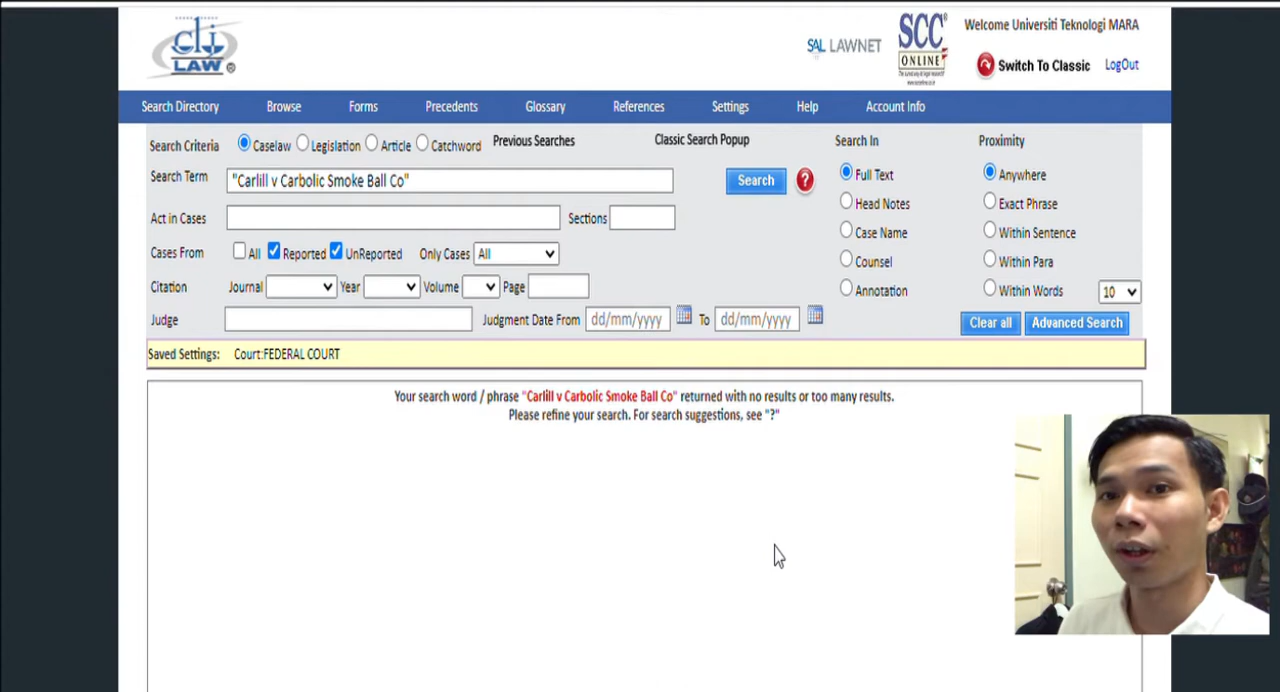 clj
LAW
SAL LAWNET
SCC
ONLINE
Welcome Universiti Teknologi MARA
Switch To Classic
LogOut
Search Directory Browse Forms Precedents Glossary References Settings Help Account Info
Search Criteria Caselaw Legislation Article Catchword Previous Searches Classic Search Popup Search In Proximity
Search Term "Carlill v Carbolic Smoke Ball Co" Search ? Full Text Anywhere
Act in Cases Sections Head Notes Exact Phrase
Cases From All Reported UnReported Only Cases All Case Name Within Sentence
Counsel Within Para
Citation Journal Year Volume Page Annotation Within Words 10
Judge Judgment Date From dd/mm/yyyy To dd/mm/yyyy Clear all Advanced Search
Saved Settings: Court:FEDERAL COURT
Your search word / phrase "Carlill v Carbolic Smoke Ball Co" returned with no results or too many results.
Please refine your search. For search suggestions, see "?"